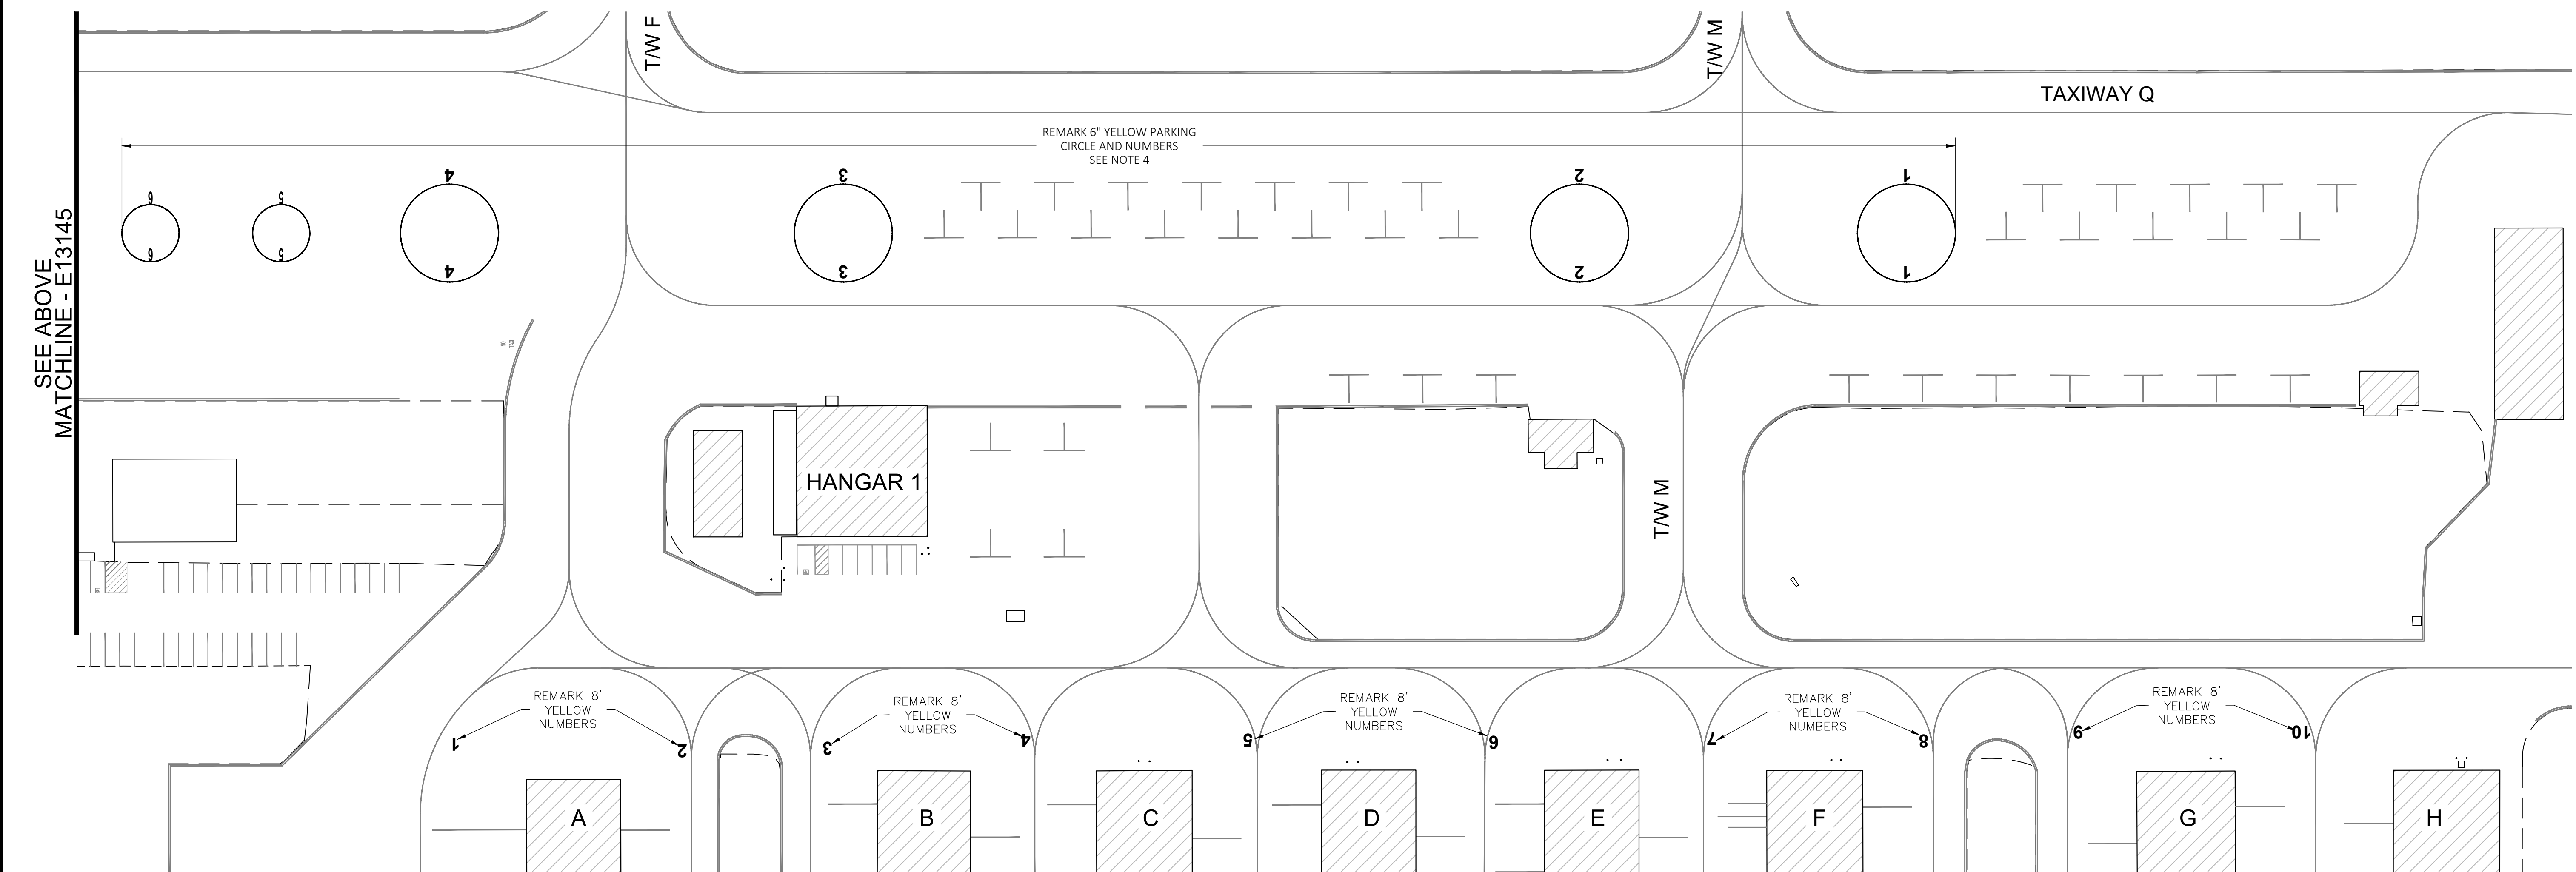 T/W F
T/W M
TAXIWAY Q
REMARK 6" YELLOW PARKING
CIRCLE AND NUMBERS
SEE NOTE 4
6
5
4
3
2
1
6
5
4
3
2
1
SEE ABOVE
MATCHLINE - E13145
NO
TAXI
HANGAR 1
T/W M
REMARK 8'
YELLOW
NUMBERS
REMARK 8'
YELLOW
NUMBERS
REMARK 8'
YELLOW
NUMBERS
REMARK 8'
YELLOW
NUMBERS
REMARK 8'
YELLOW
NUMBERS
1
2
3
4
5
6
7
8
9
10
A
B
C
D
E
F
G
H